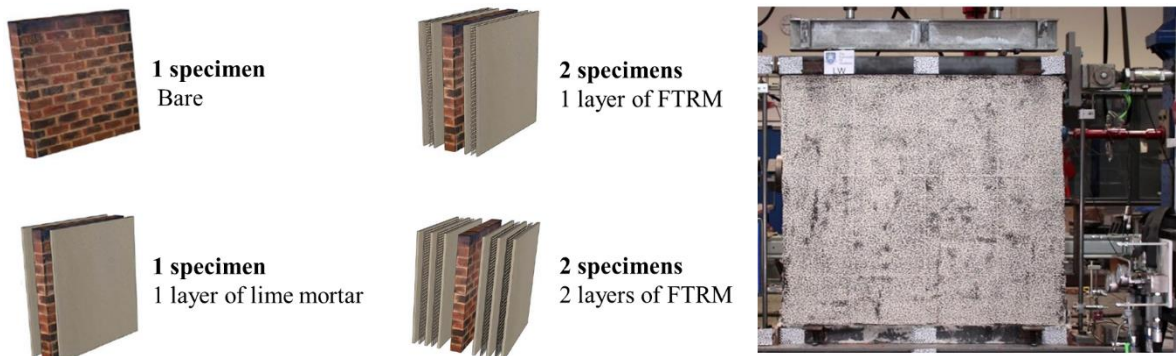 1 specimen
Bare
2 specimens
1 layer of FTRM
1 specimen
1 layer of lime mortar
2 specimens
2 layers of FTRM
LW